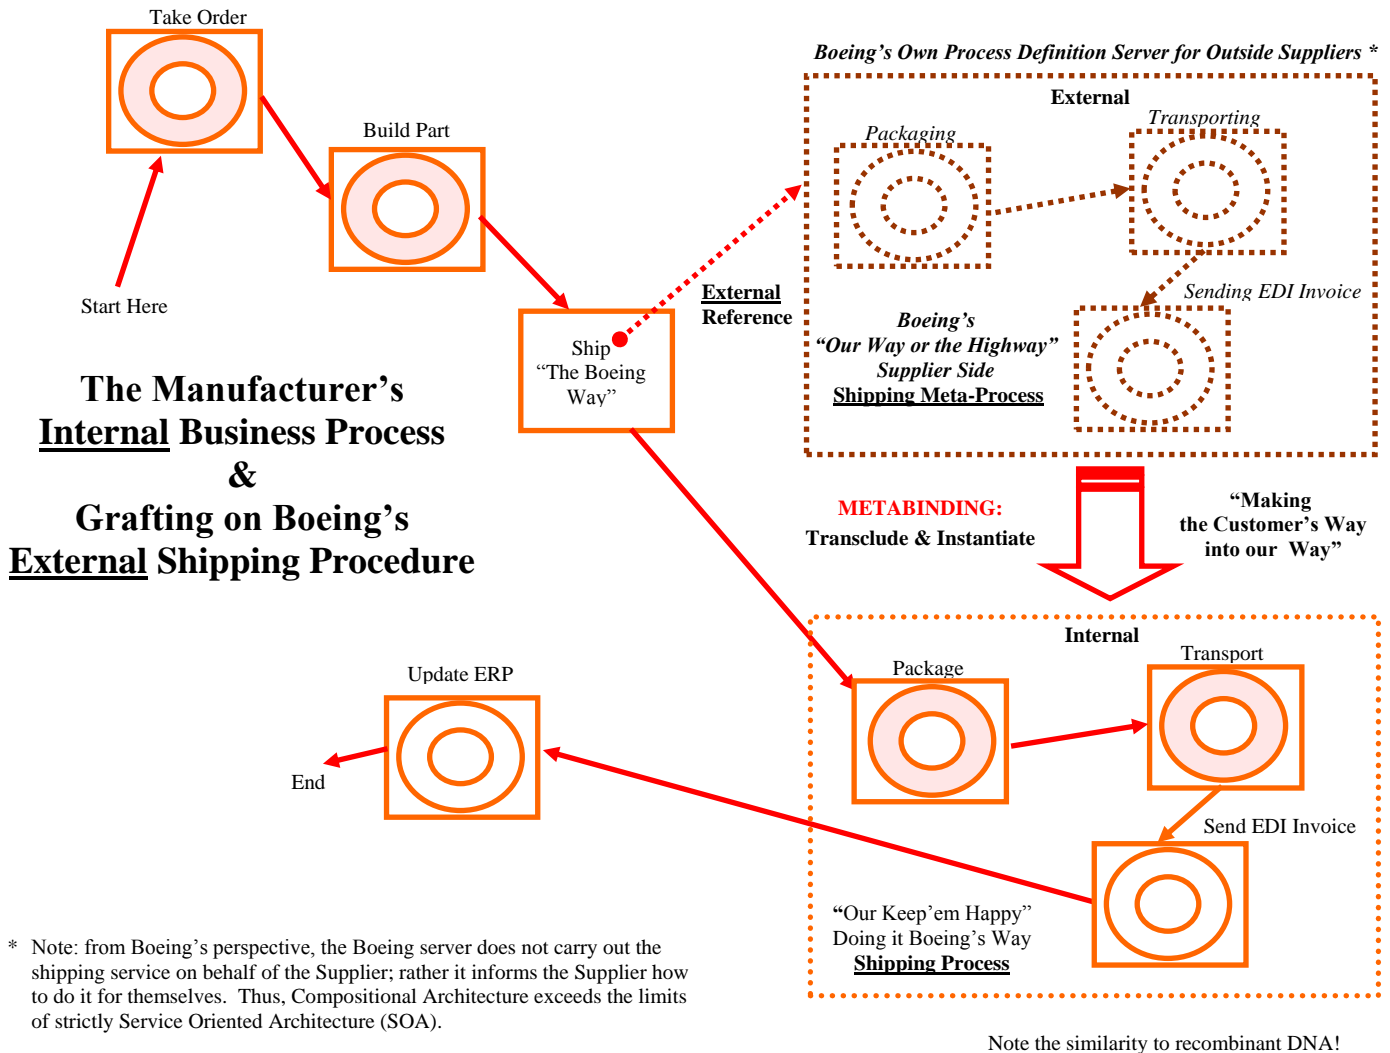 Take Order
Boeing's Own Process Definition Server for Outside Suppliers *
External
Packaging
Transporting
Build Part
Start Here
External
Reference
Sending EDI Invoice
Boeing's
“Our Way or the Highway”
Supplier Side
Shipping Meta-Process
Ship
“The Boeing
Way”
The Manufacturer’s
Internal Business Process
&
Grafting on Boeing’s
External Shipping Procedure
METABINDING:
Transclude & Instantiate
“Making
the Customer’s Way
into our Way”
Internal
Package
Transport
Update ERP
End
Send EDI Invoice
“Our Keep’em Happy”
Doing it Boeing’s Way
Shipping Process
* Note: from Boeing’s perspective, the Boeing server does not carry out the
shipping service on behalf of the Supplier; rather it informs the Supplier how
to do it for themselves. Thus, Compositional Architecture exceeds the limits
of strictly Service Oriented Architecture (SOA).
Note the similarity to recombinant DNA!